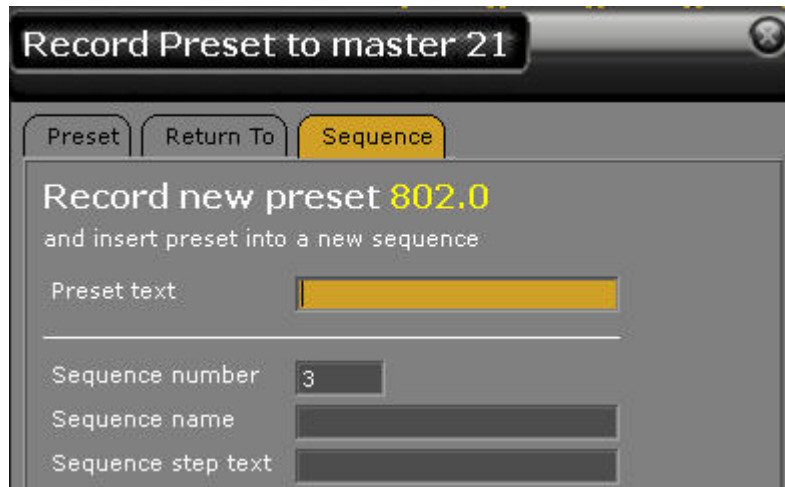 Record Preset to master 21
Preset Return To Sequence
Record new preset 802.0
and insert preset into a new sequence
Preset text
Sequence number 3
Sequence name
Sequence step text